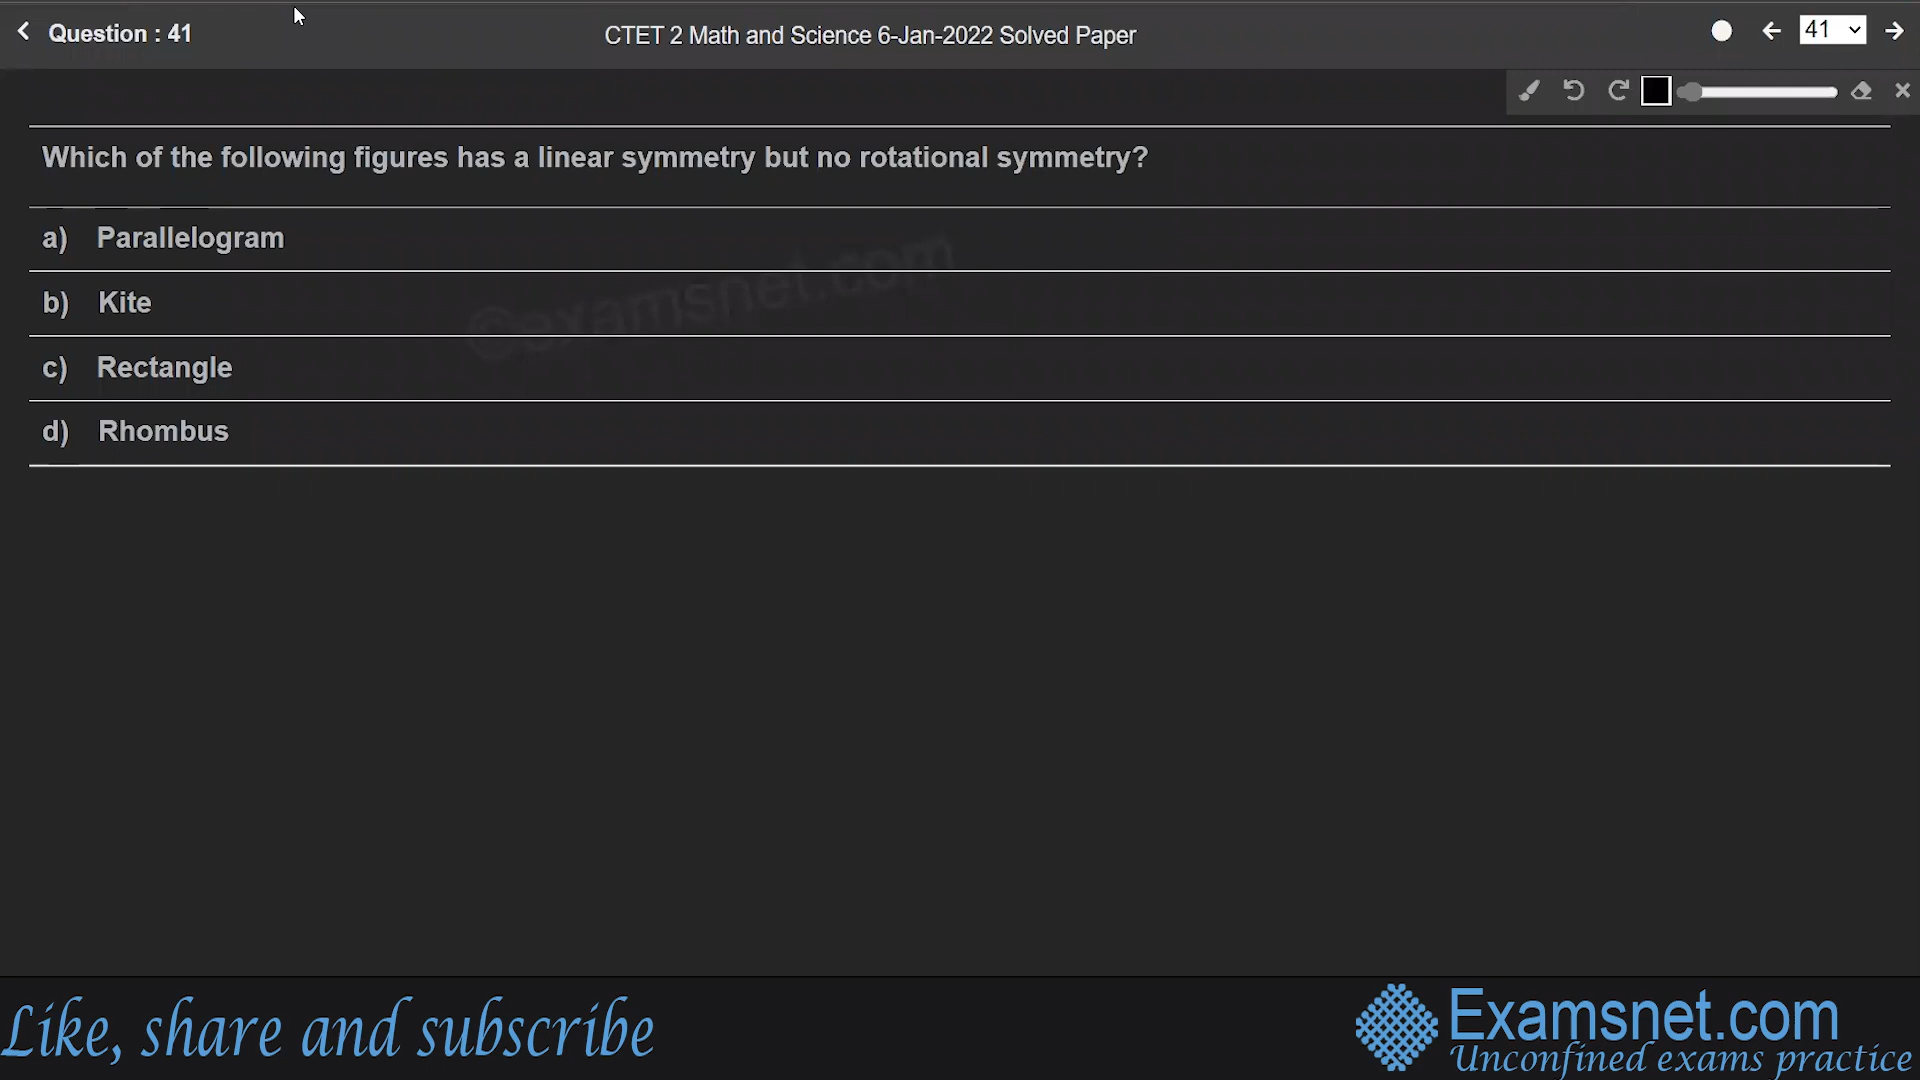 Question : 41
CTET 2 Math and Science 6-Jan-2022 Solved Paper
41
Which of the following figures has a linear symmetry but no rotational symmetry?
a) Parallelogram
b) Kite
©examsnet.com
c) Rectangle
d) Rhombus
Like, share and subscribe
Examsnet.com
Unconfined exams practice